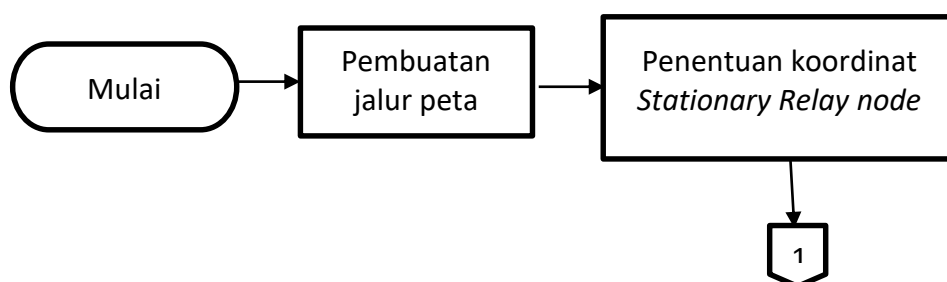 Mulai
Pembuatan
jalur peta
Penentuan koordinat
Stationary Relay node
1